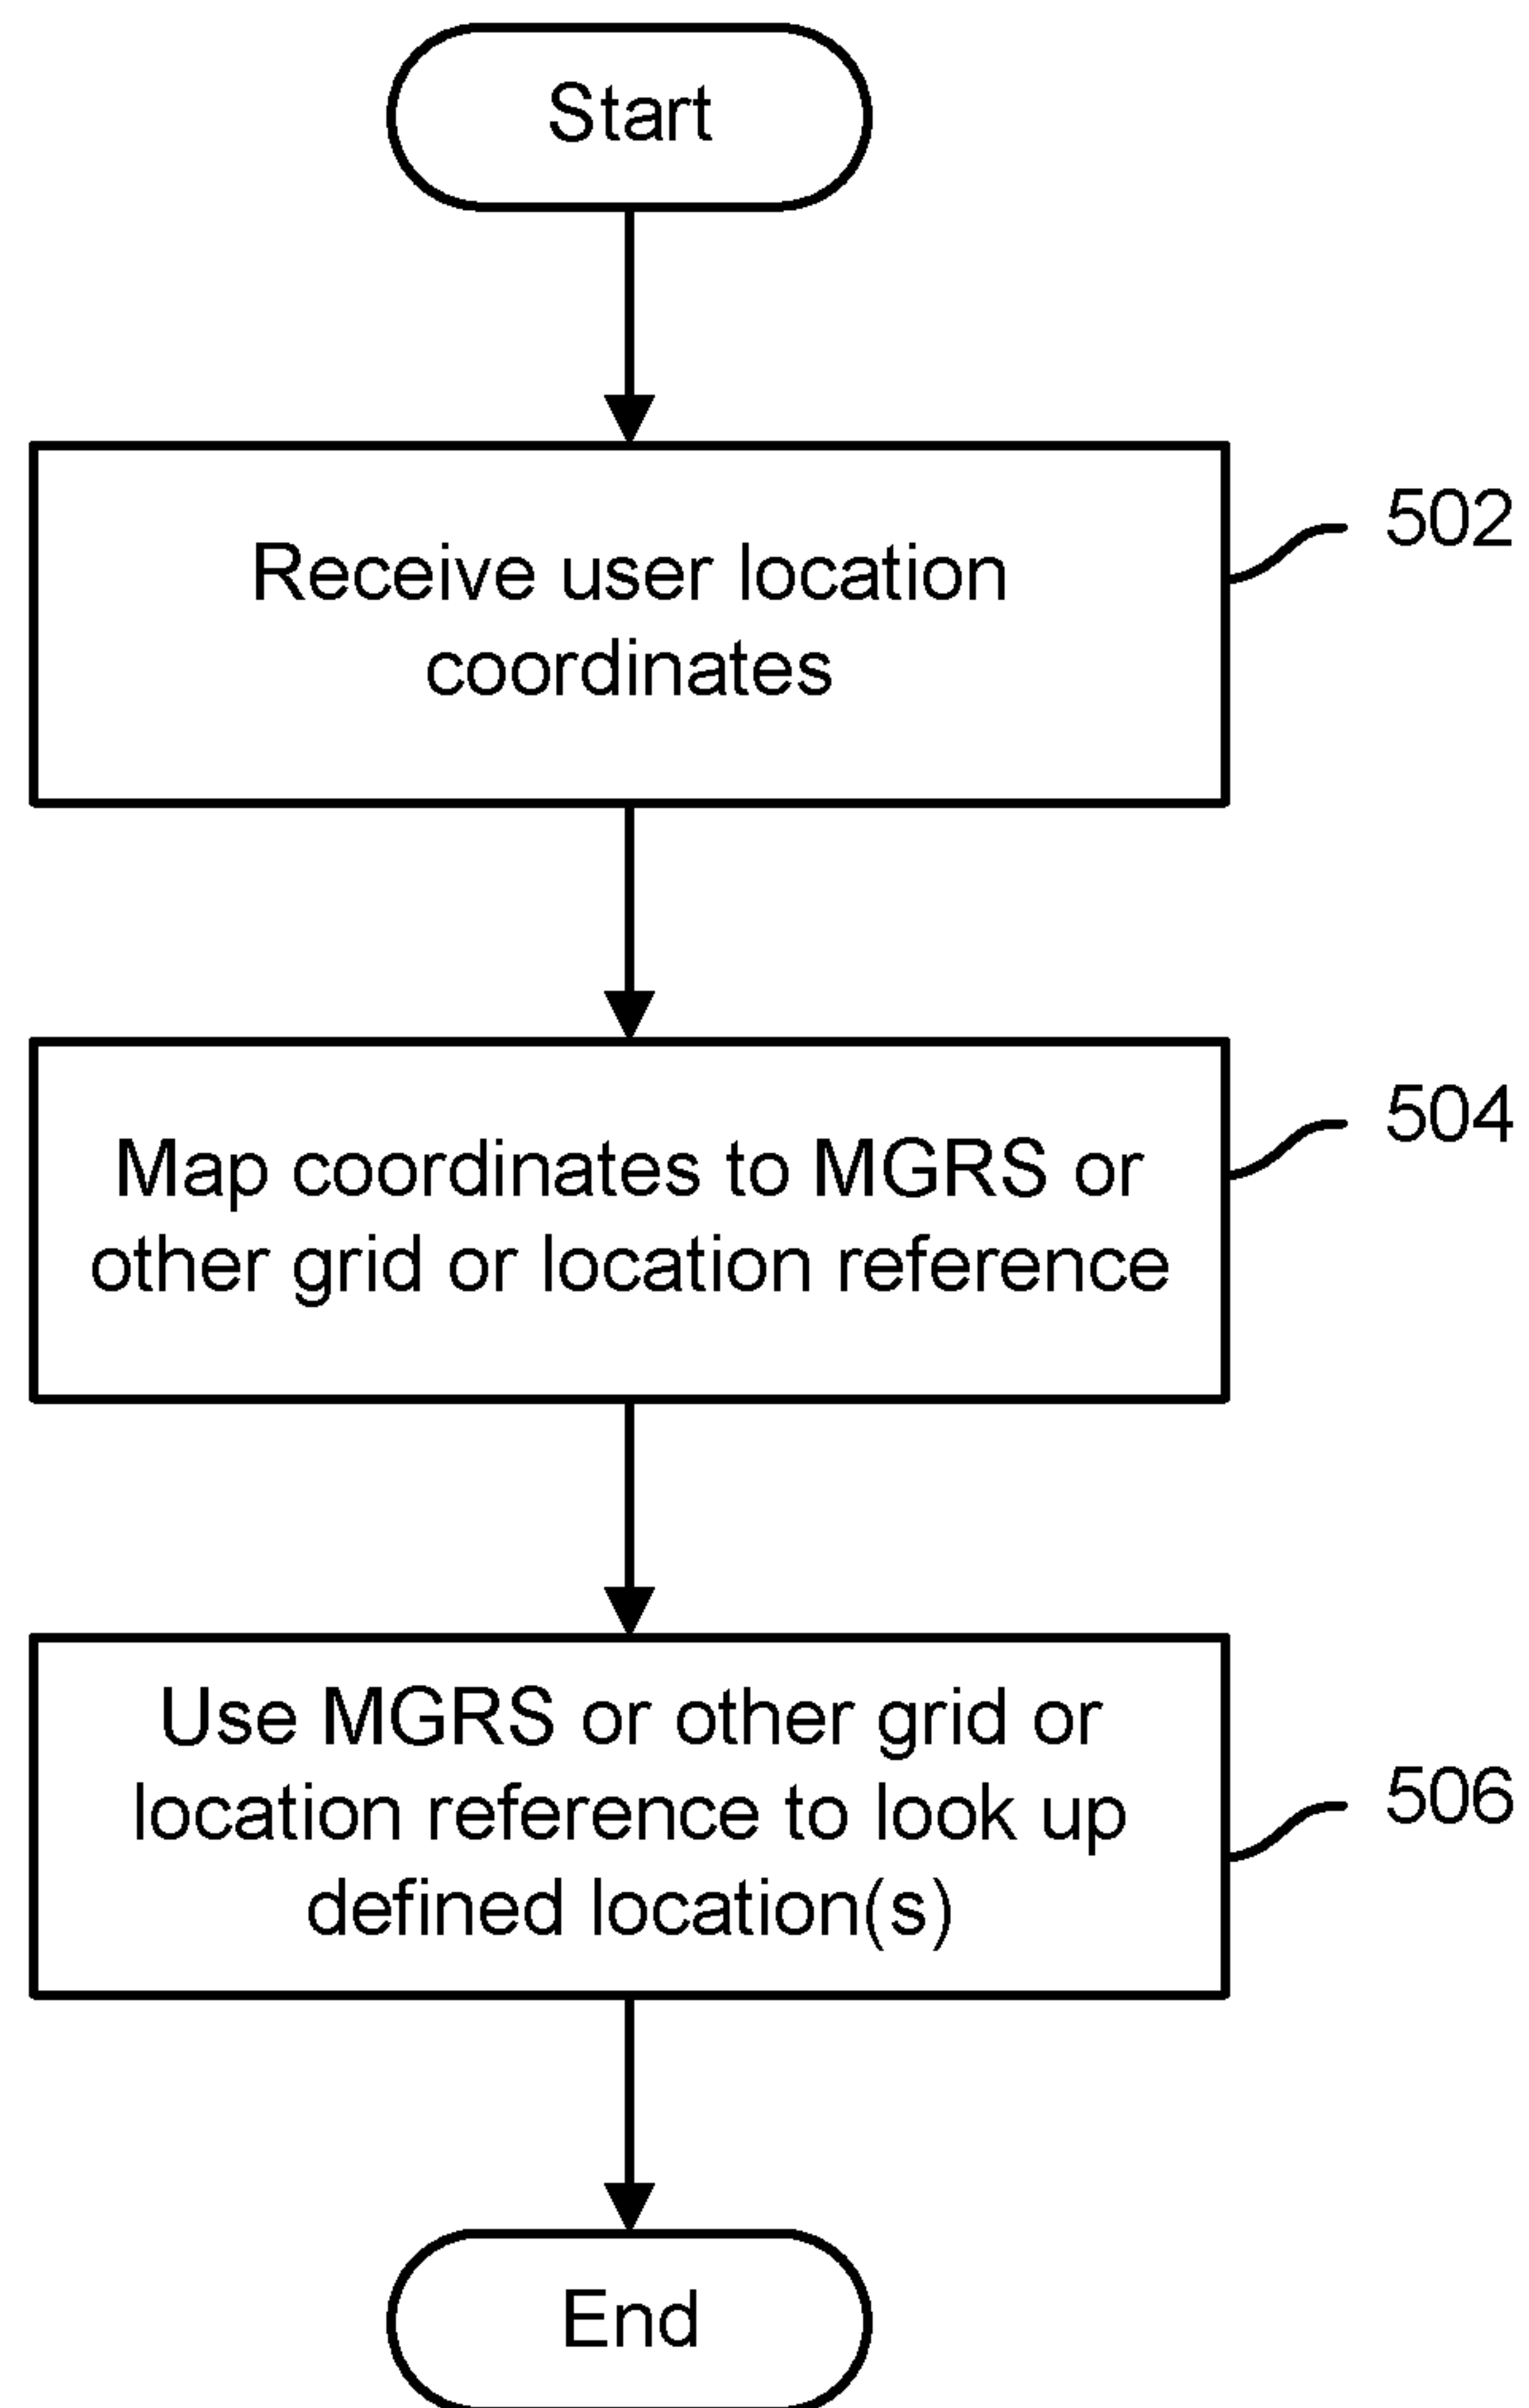 Start
Receive user location
coordinates
502
Map coordinates to MGRS or
other grid or location reference
504
Use MGRS or other grid or
location reference to look up
defined location(s)
506
End